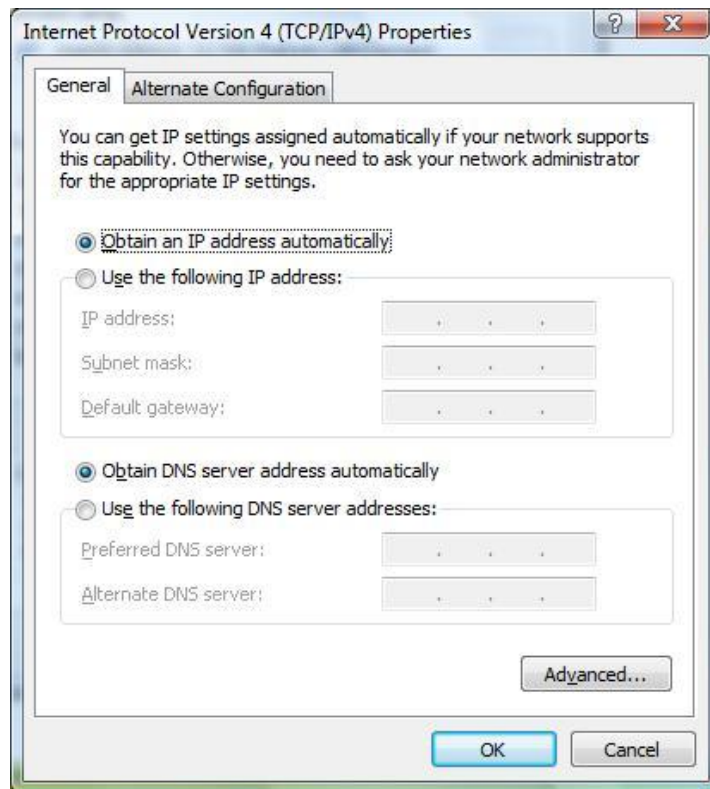 Internet Protocol Version 4 (TCP/IPv4) Properties
?
X
General
Alternate Configuration
You can get IP settings assigned automatically if your network supports
this capability. Otherwise, you need to ask your network administrator
for the appropriate IP settings.
Obtain an IP address automatically
Use the following IP address:
IP address: . . .
Subnet mask: . . .
Default gateway: . . .
Obtain DNS server address automatically
Use the following DNS server addresses:
Preferred DNS server: . . .
Alternate DNS server: . . .
Advanced...
OK
Cancel